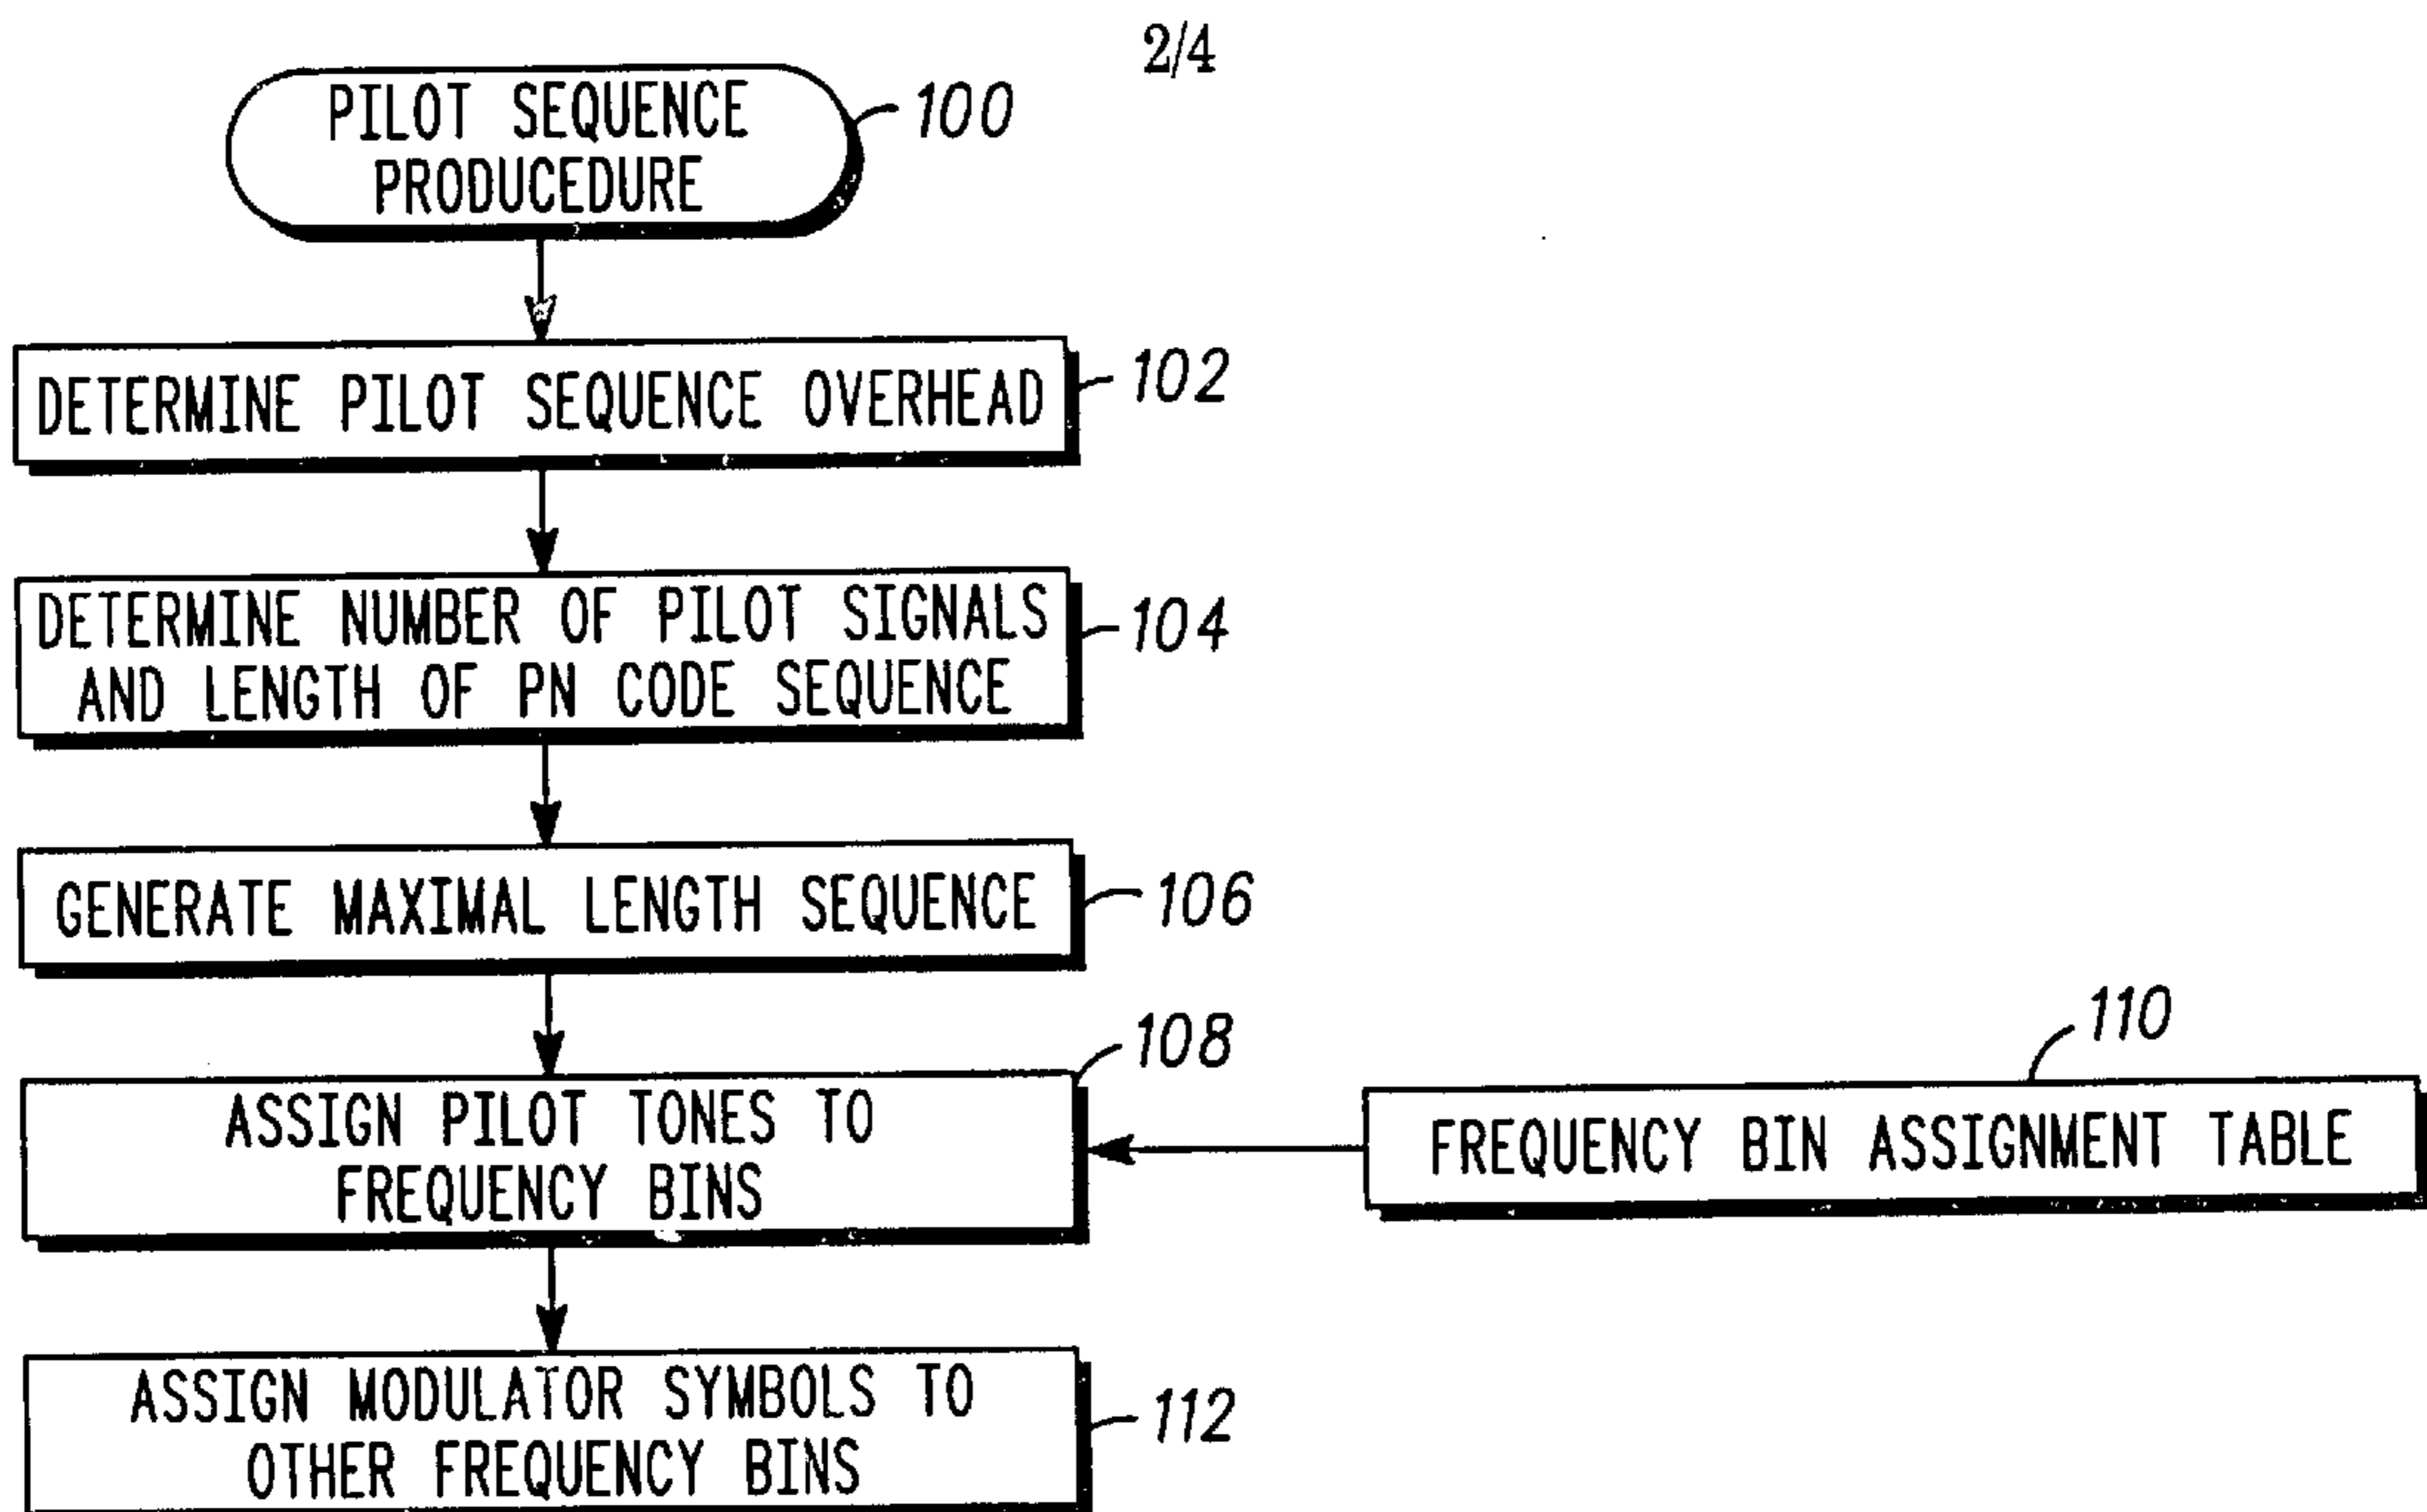 2/4
PILOT SEQUENCE
PRODUCEDURE
100
DETERMINE PILOT SEQUENCE OVERHEAD
102
DETERMINE NUMBER OF PILOT SIGNALS
AND LENGTH OF PN CODE SEQUENCE
104
GENERATE MAXIMAL LENGTH SEQUENCE
106
ASSIGN PILOT TONES TO
FREQUENCY BINS
108
110
FREQUENCY BIN ASSIGNMENT TABLE
ASSIGN MODULATOR SYMBOLS TO
OTHER FREQUENCY BINS
112